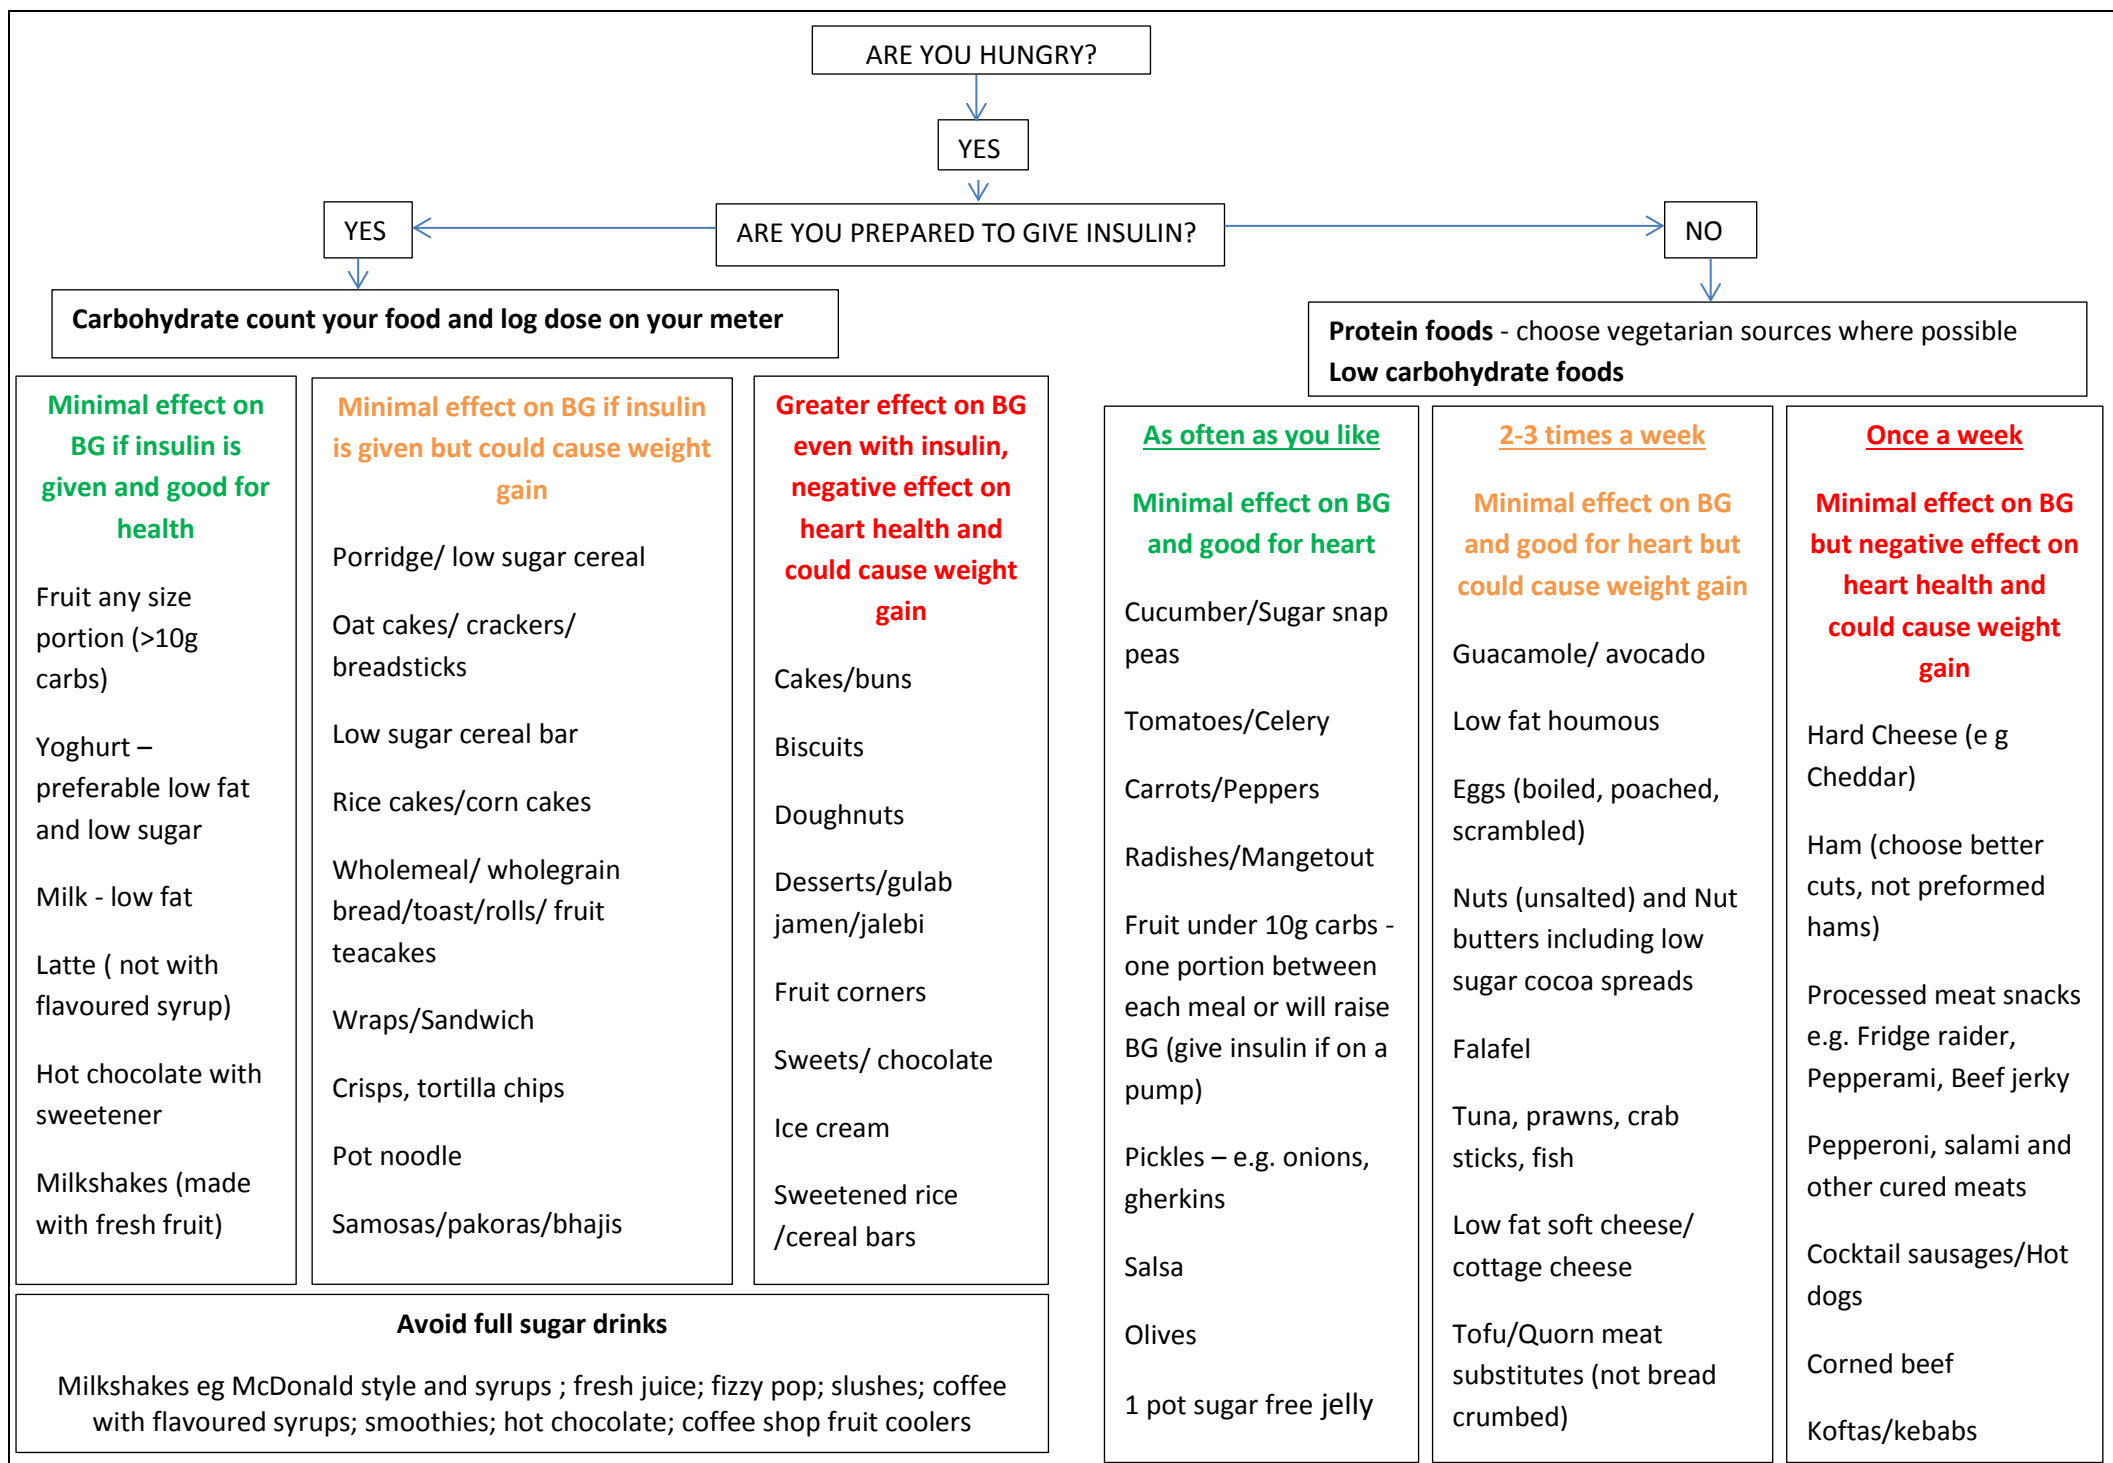 ARE YOU HUNGRY?
YES
YES
ARE YOU PREPARED TO GIVE INSULIN?
NO
Carbohydrate count your food and log dose on your meter
Protein foods - choose vegetarian sources where possible
Low carbohydrate foods
Minimal effect on
BG if insulin is
given and good for
health
Fruit any size
portion (>10g
carbs)
Yoghurt –
preferable low fat
and low sugar
Milk - low fat
Latte ( not with
flavoured syrup)
Hot chocolate with
sweetener
Milkshakes (made
with fresh fruit)
Minimal effect on BG if insulin
is given but could cause weight
gain
Porridge/ low sugar cereal
Oat cakes/ crackers/
breadsticks
Low sugar cereal bar
Rice cakes/corn cakes
Wholemeal/ wholegrain
bread/toast/rolls/ fruit
teacakes
Wraps/Sandwich
Crisps, tortilla chips
Pot noodle
Samosas/pakoras/bhajis
Greater effect on BG
even with insulin,
negative effect on
heart health and
could cause weight
gain
Cakes/buns
Biscuits
Doughnuts
Desserts/gulab
jamen/jalebi
Fruit corners
Sweets/ chocolate
Ice cream
Sweetened rice
/cereal bars
Avoid full sugar drinks
Milkshakes eg McDonald style and syrups ; fresh juice; fizzy pop; slushes; coffee
with flavoured syrups; smoothies; hot chocolate; coffee shop fruit coolers
As often as you like
Minimal effect on BG
and good for heart
Cucumber/Sugar snap
peas
Tomatoes/Celery
Carrots/Peppers
Radishes/Mangetout
Fruit under 10g carbs -
one portion between
each meal or will raise
BG (give insulin if on a
pump)
Pickles – e.g. onions,
gherkins
Salsa
Olives
1 pot sugar free jelly
2-3 times a week
Minimal effect on BG
and good for heart but
could cause weight gain
Guacamole/ avocado
Low fat houmous
Eggs (boiled, poached,
scrambled)
Nuts (unsalted) and Nut
butters including low
sugar cocoa spreads
Falafel
Tuna, prawns, crab
sticks, fish
Low fat soft cheese/
cottage cheese
Tofu/Quorn meat
substitutes (not bread
crumbed)
Once a week
Minimal effect on BG
but negative effect on
heart health and
could cause weight
gain
Hard Cheese (e g
Cheddar)
Ham (choose better
cuts, not preformed
hams)
Processed meat snacks
e.g. Fridge raider,
Pepperami, Beef jerky
Pepperoni, salami and
other cured meats
Cocktail sausages/Hot
dogs
Corned beef
Koftas/kebabs